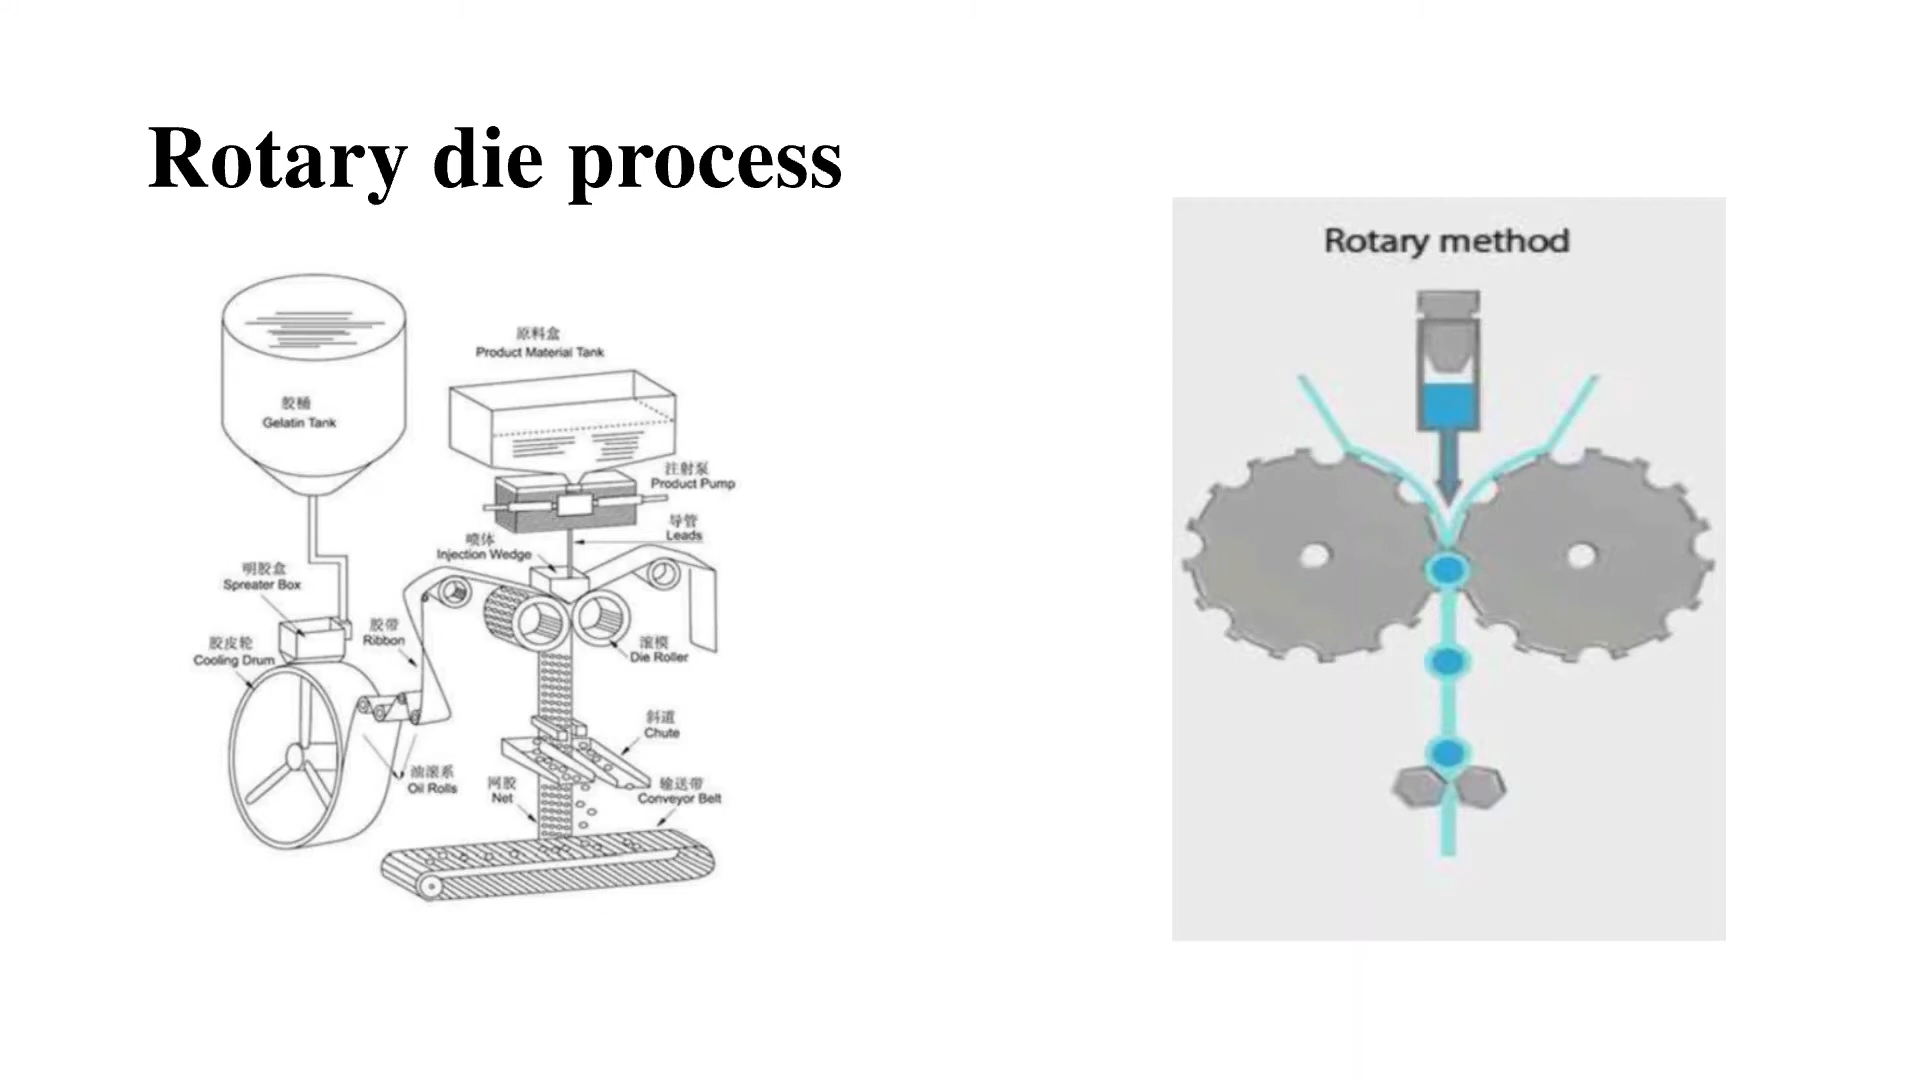 Rotary die process
Rotary method
原料盒
Product Material Tank
胶桶
Gelatin Tank
注射泵
Product Pump
导管
Leads
喷体
Injection Wedge
明胶盒
Spreater Box
胶带
Ribbon
胶皮轮
Cooling Drum
滚模
Die Roller
斜道
Chute
油滚系
Oil Rolls
网胶
Net
输送带
Conveyor Belt